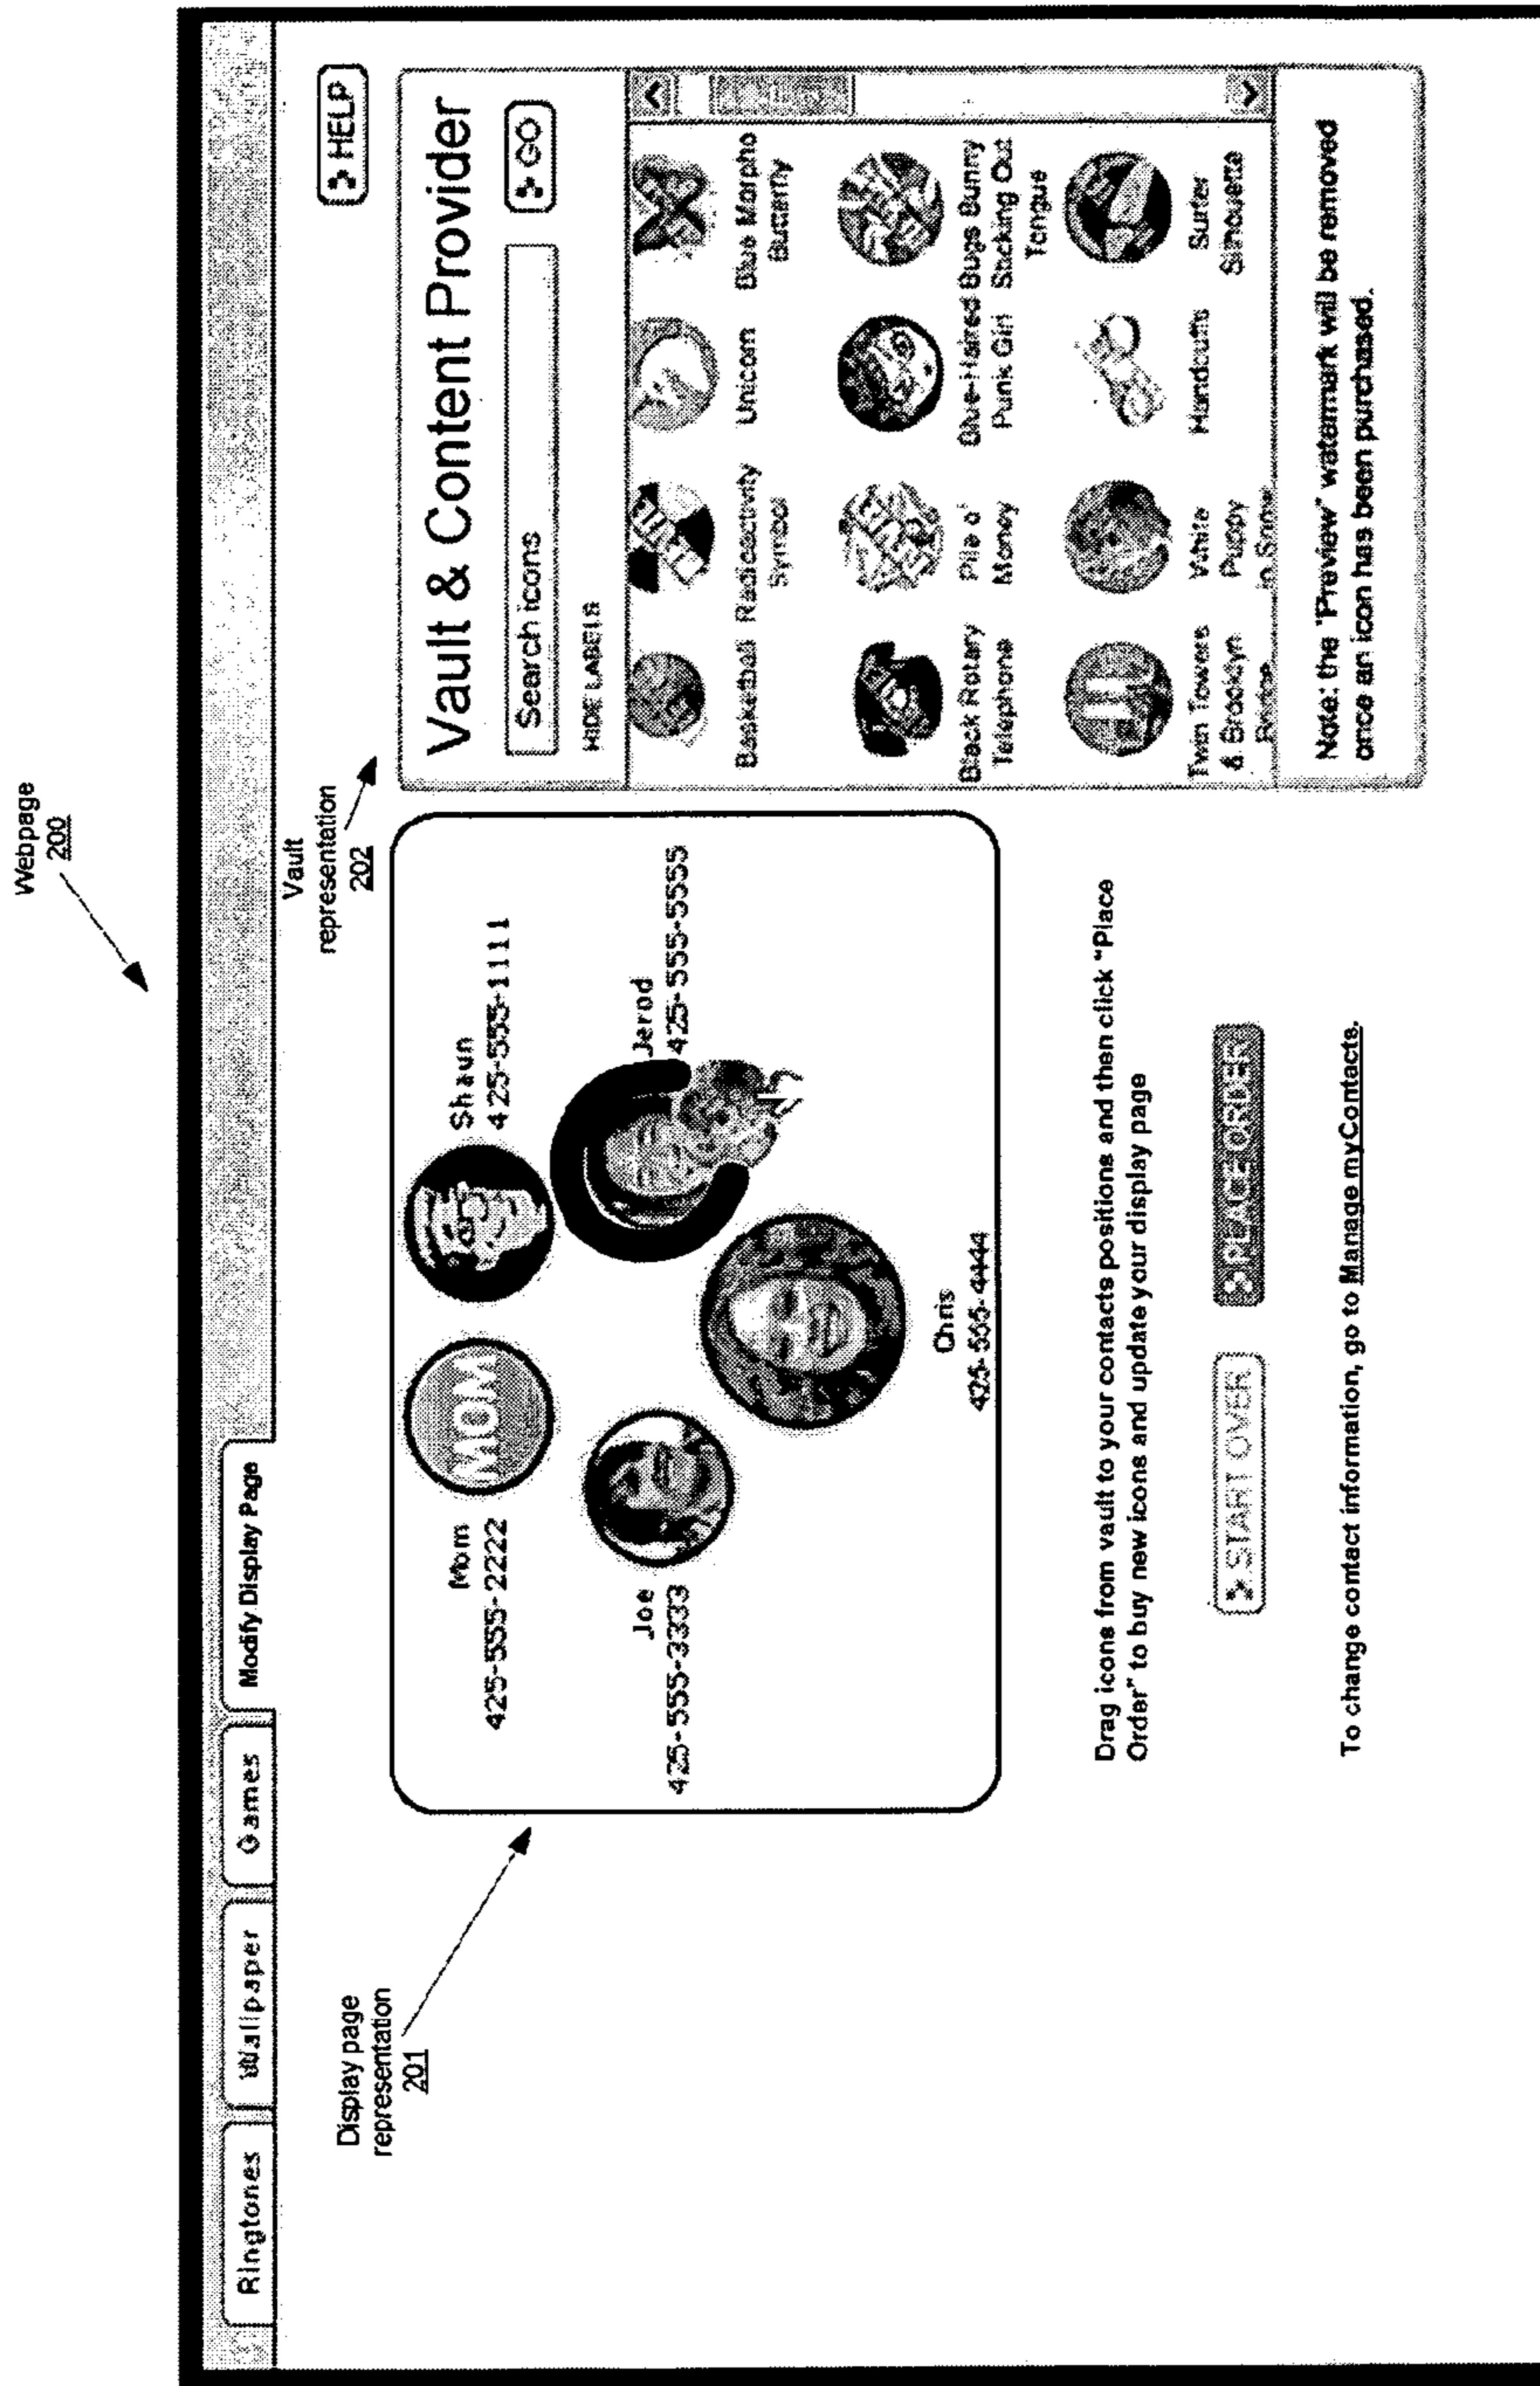 Webpage
200
Ringtones
Wallpaper
Games
Modify Display Page
HELP
Display page
representation
201
Vault
representation
202
Mom
425-555-2222
MOM
Shaun
425-555-1111
Joe
425-555-3333
Jerod
425-555-5555
Chris
425-555-4444
Drag icons from vault to your contacts positions and then click "Place
Order" to buy new icons and update your display page
START OVER
PLACE ORDER
To change contact information, go to Manage myContacts.
Vault & Content Provider
Search icons
GO
HIDE LABELS
Basketball
Radioactivity
Symbol
Unicorn
Blue Morpho
Butterfly
Black Rotary
Telephone
Pile o'
Money
Blue-Haired
Punk Girl
Bugs Bunny
Sticking Out
Tongue
Twin Towers
& Brooklyn
Bridge
White
Puppy
in Snow
Handcuffs
Surfer
Silhouette
Note: the "Preview" watermark will be removed
once an icon has been purchased.